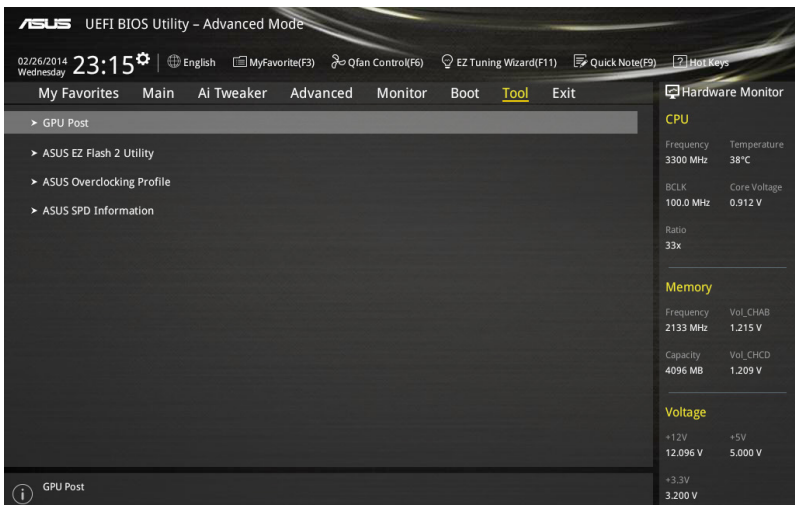 ASUS UEFI BIOS Utility – Advanced Mode
02/26/2014
Wednesday
23:15
English
MyFavorite(F3)
Qfan Control(F6)
EZ Tuning Wizard(F11)
Quick Note(F9)
? Hot Keys
My Favorites Main Ai Tweaker Advanced Monitor Boot Tool Exit
> GPU Post
> ASUS EZ Flash 2 Utility
> ASUS Overclocking Profile
> ASUS SPD Information
Hardware Monitor
CPU
Frequency Temperature
3300 MHz 38°C
BCLK Core Voltage
100.0 MHz 0.912 V
Ratio
33x
Memory
Frequency Vol_CHAB
2133 MHz 1.215 V
Capacity Vol_CHCD
4096 MB 1.209 V
Voltage
+12V +5V
12.096 V 5.000 V
+3.3V
3.200 V
i GPU Post